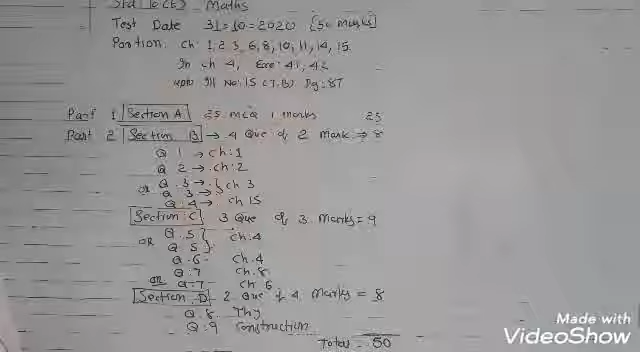 Std 10 (E) Maths
Test Date 31-10-2020 [50 Marks]
Portion: Ch: 1, 2, 3, 6, 8, 10, 11, 14, 15.
In ch 4, Exe: 4.1, 4.2
upto Ill No: 15 (T.B) Pg: 87
Part 1 Section A 25 MCQ 1 marks 25
Part 2 Section B → 4 Que of 2 Mark ⇒ 8
Q 1 → Ch: 1
Q 2 → ch: 2
Q. 3 → } ch 3
OR Q 3 →
Q. 4 → ch 15
Section: C 3 Que of 3 Marks = 9
Q. 5 } ch. 4
OR Q. 5
Q. 6. ch. 4
Q. 7 ch. 8
OR Q. 7 ch 6
Section D 2 Que of 4 Marks = 8
Q. 8. Thy
Q. 9 Construction
Total = 50
Made with
VideoShow